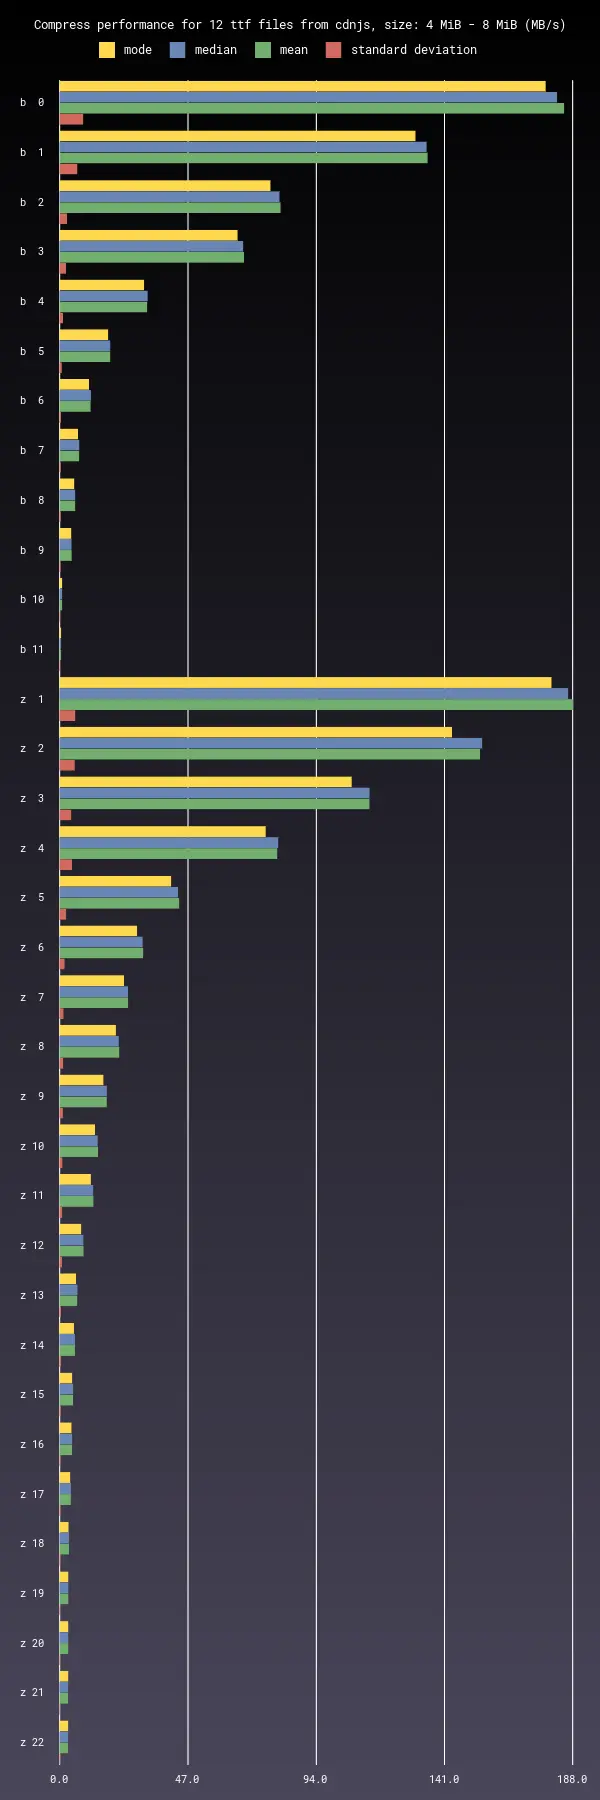 Compress performance for 12 ttf files from cdnjs, size: 4 MiB - 8 MiB (MB/s)
mode median mean standard deviation
b 0
b 1
b 2
b 3
b 4
b 5
b 6
b 7
b 8
b 9
b 10
b 11
z 1
z 2
z 3
z 4
z 5
z 6
z 7
z 8
z 9
z 10
z 11
z 12
z 13
z 14
z 15
z 16
z 17
z 18
z 19
z 20
z 21
z 22
0.0 47.0 94.0 141.0 188.0